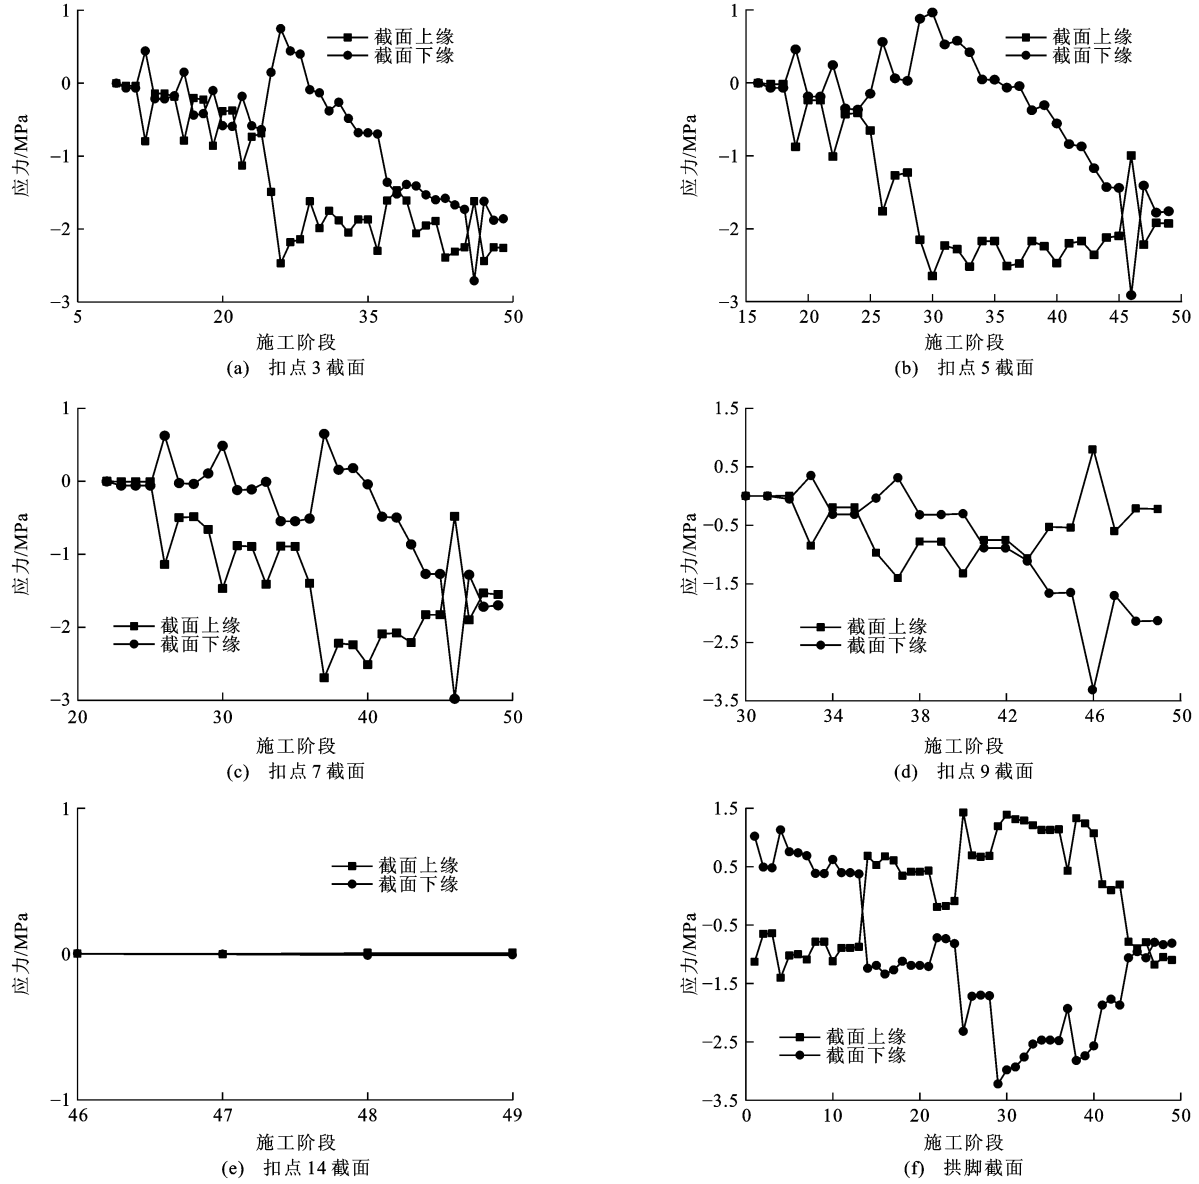 1
0
−1
−2
−3
5
20
35
50
应力/MPa
截面上缘
截面下缘
施工阶段
(a) 扣点3截面
1
0
−1
−2
−3
15
20
25
30
35
40
45
50
应力/MPa
截面上缘
截面下缘
施工阶段
(b) 扣点5截面
1
0
−1
−2
−3
20
30
40
50
应力/MPa
截面上缘
截面下缘
施工阶段
(c) 扣点7截面
1.5
0.5
−0.5
−1.5
−2.5
−3.5
30
34
38
42
46
50
应力/MPa
截面上缘
截面下缘
施工阶段
(d) 扣点9截面
1
0
−1
46
47
48
49
应力/MPa
截面上缘
截面下缘
施工阶段
(e) 扣点14截面
1.5
0.5
−0.5
−1.5
−2.5
−3.5
0
10
20
30
40
50
应力/MPa
截面上缘
截面下缘
施工阶段
(f) 拱脚截面